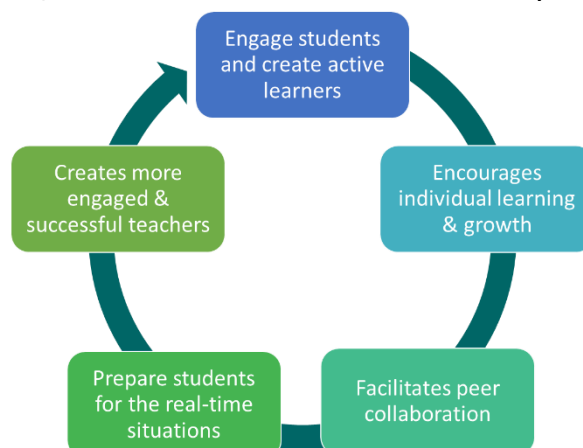 Engage students
and create active
learners
Encourages
individual learning
& growth
Facilitates peer
collaboration
Prepare students
for the real-time
situations
Creates more
engaged &
successful teachers